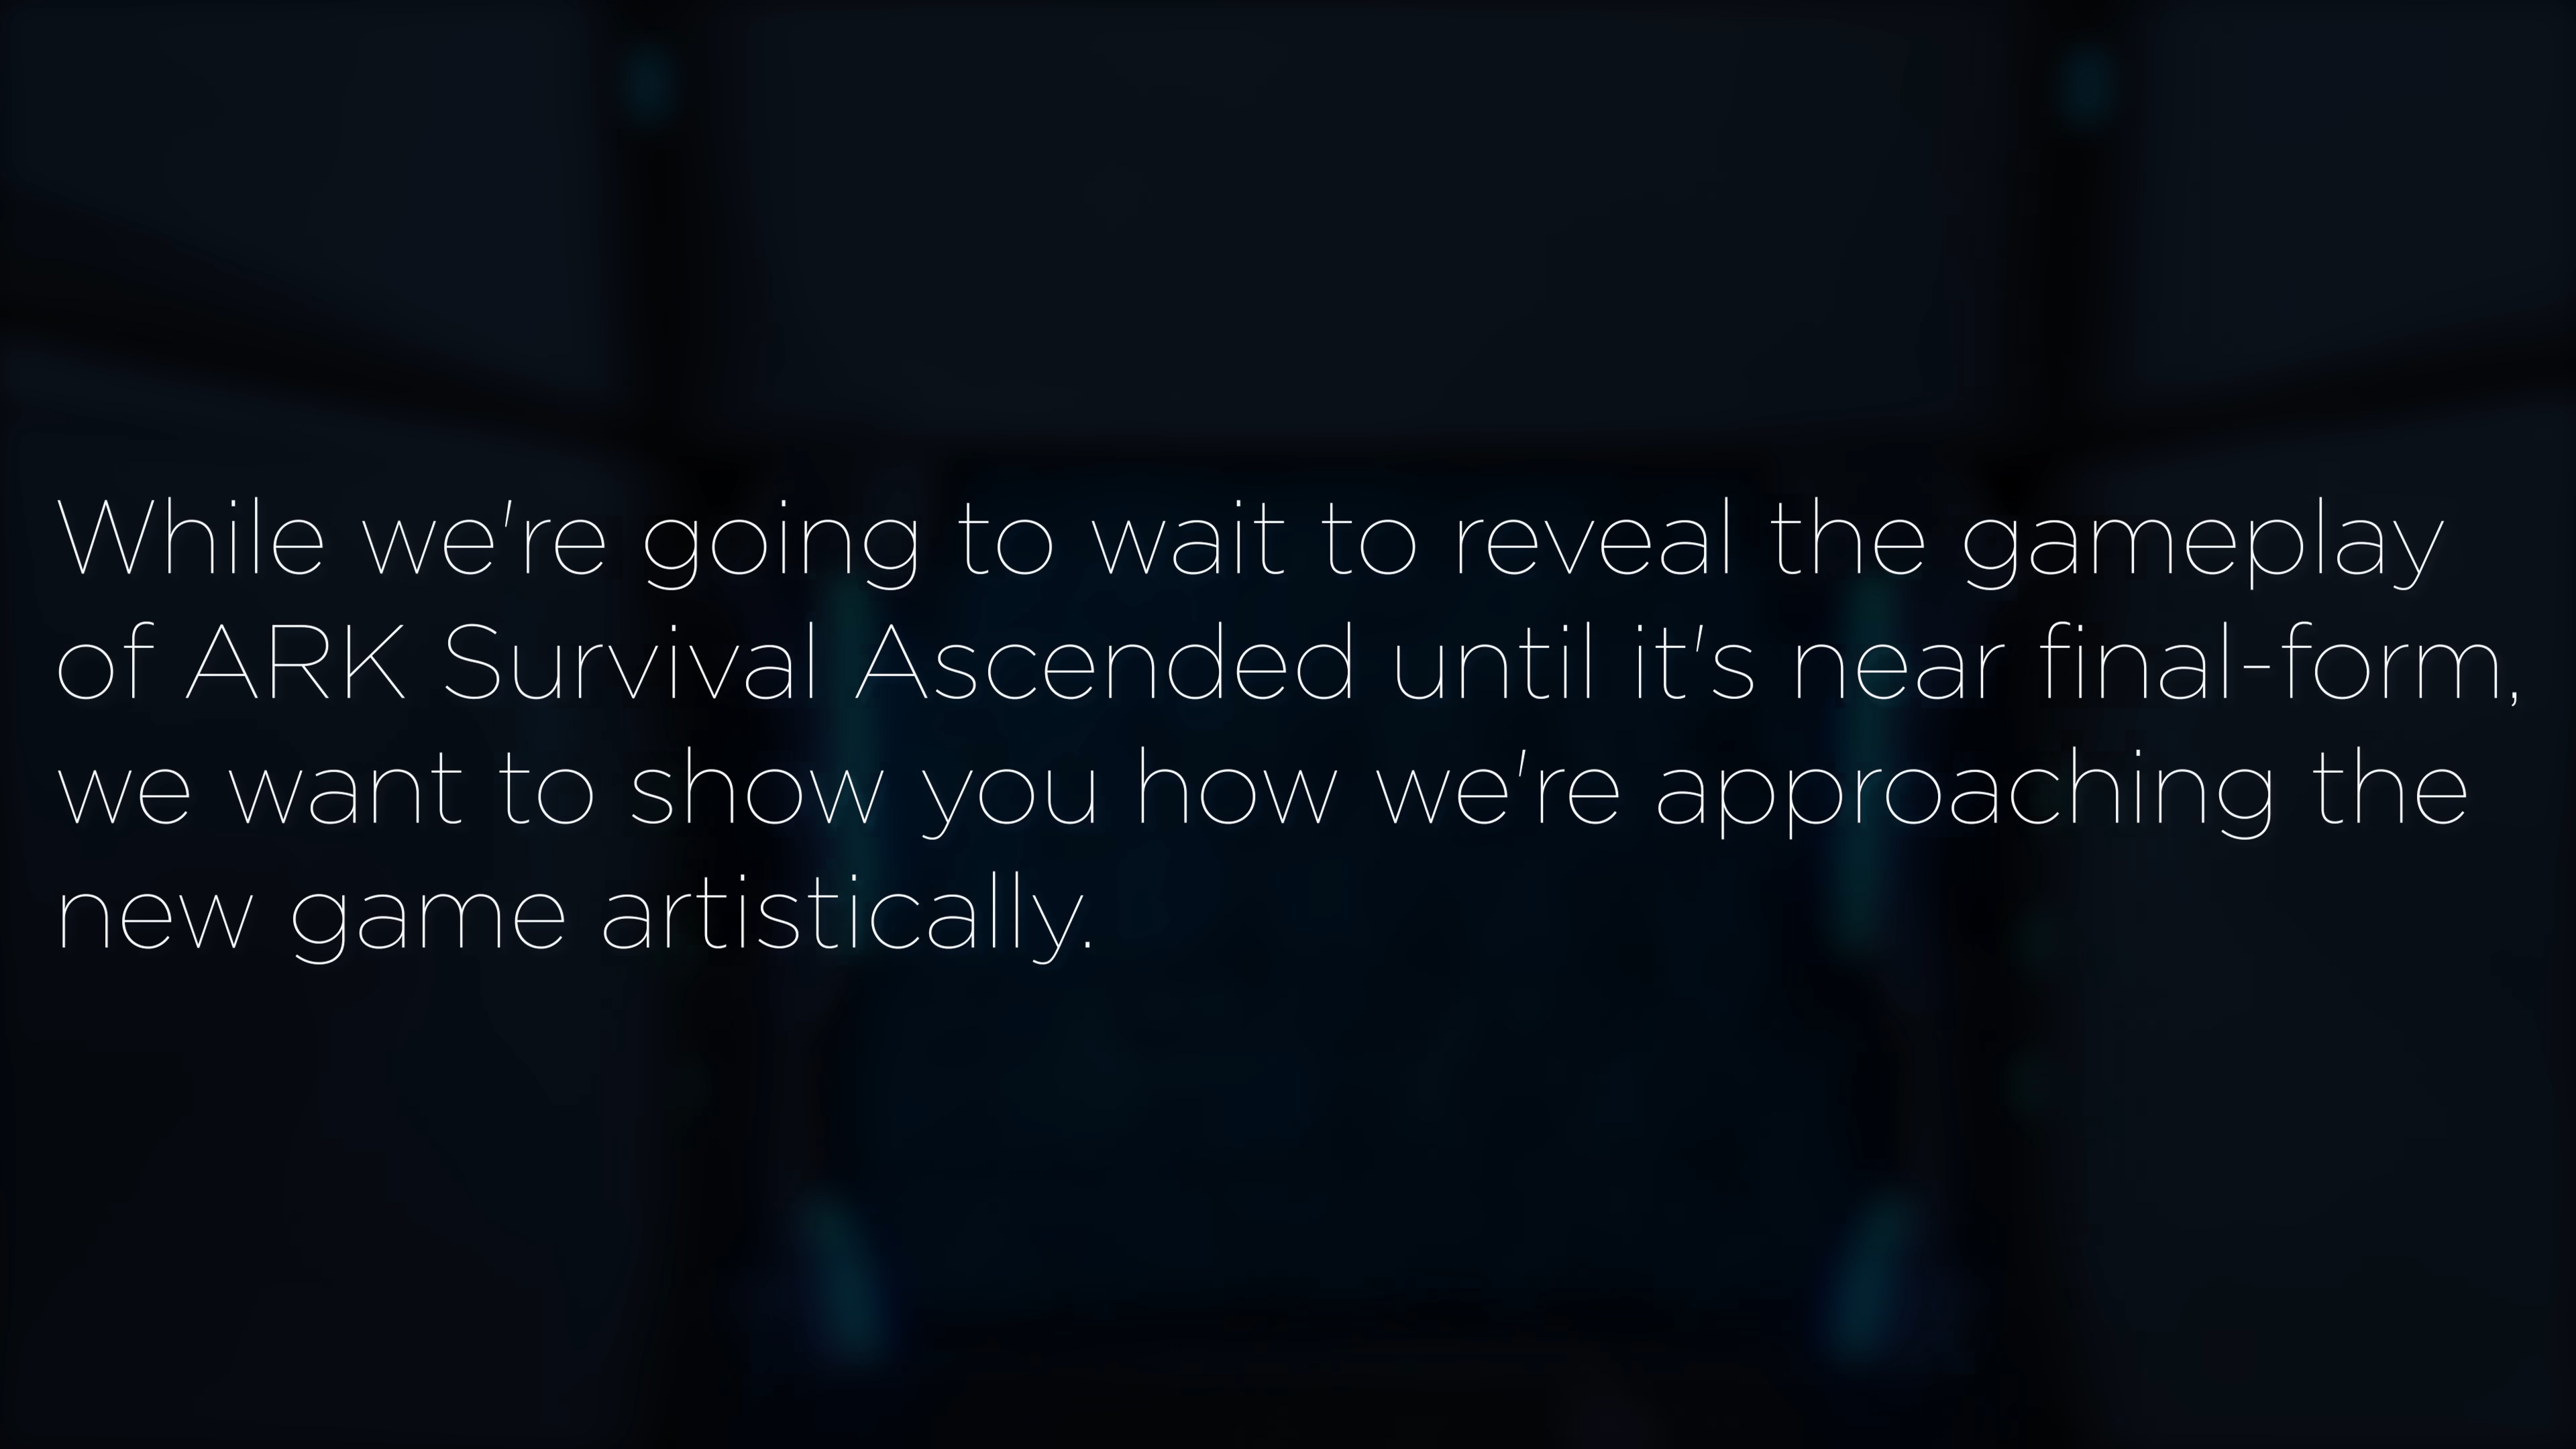 While we're going to wait to reveal the gameplay
of ARK Survival Ascended until it's near final-form,
we want to show you how we're approaching the
new game artistically.